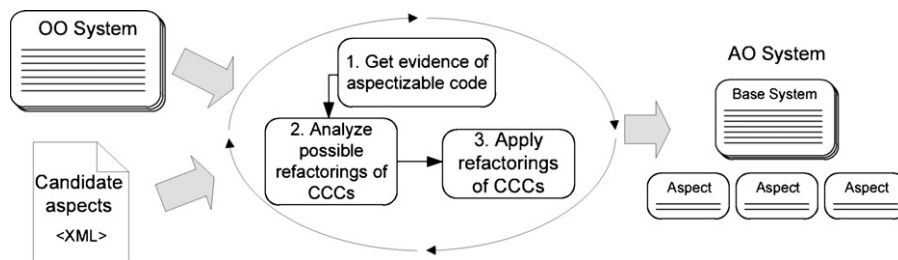 OO System
Candidate
aspects
<XML>
1. Get evidence of
aspectizable code
2. Analyze
possible
refactorings of
CCCs
3. Apply
refactorings
of CCCs
AO System
Base System
Aspect
Aspect
Aspect